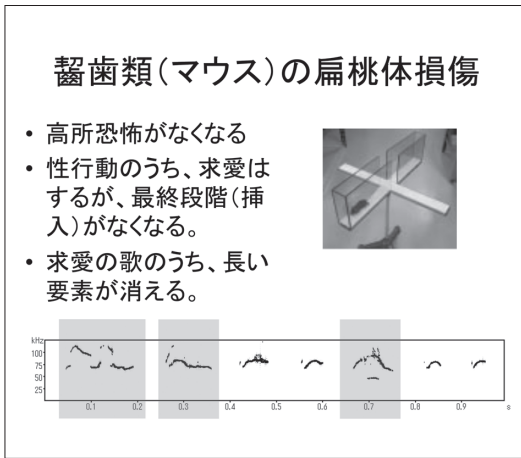 齧歯類（マウス）の扁桃体損傷
• 高所恐怖がなくなる
• 性行動のうち、求愛は
するが、最終段階（挿
入）がなくなる。
• 求愛の歌のうち、長い
要素が消える。
kHz
100
75
50
25
0.1 0.2 0.3 0.4 0.5 0.6 0.7 0.8 0.9 s